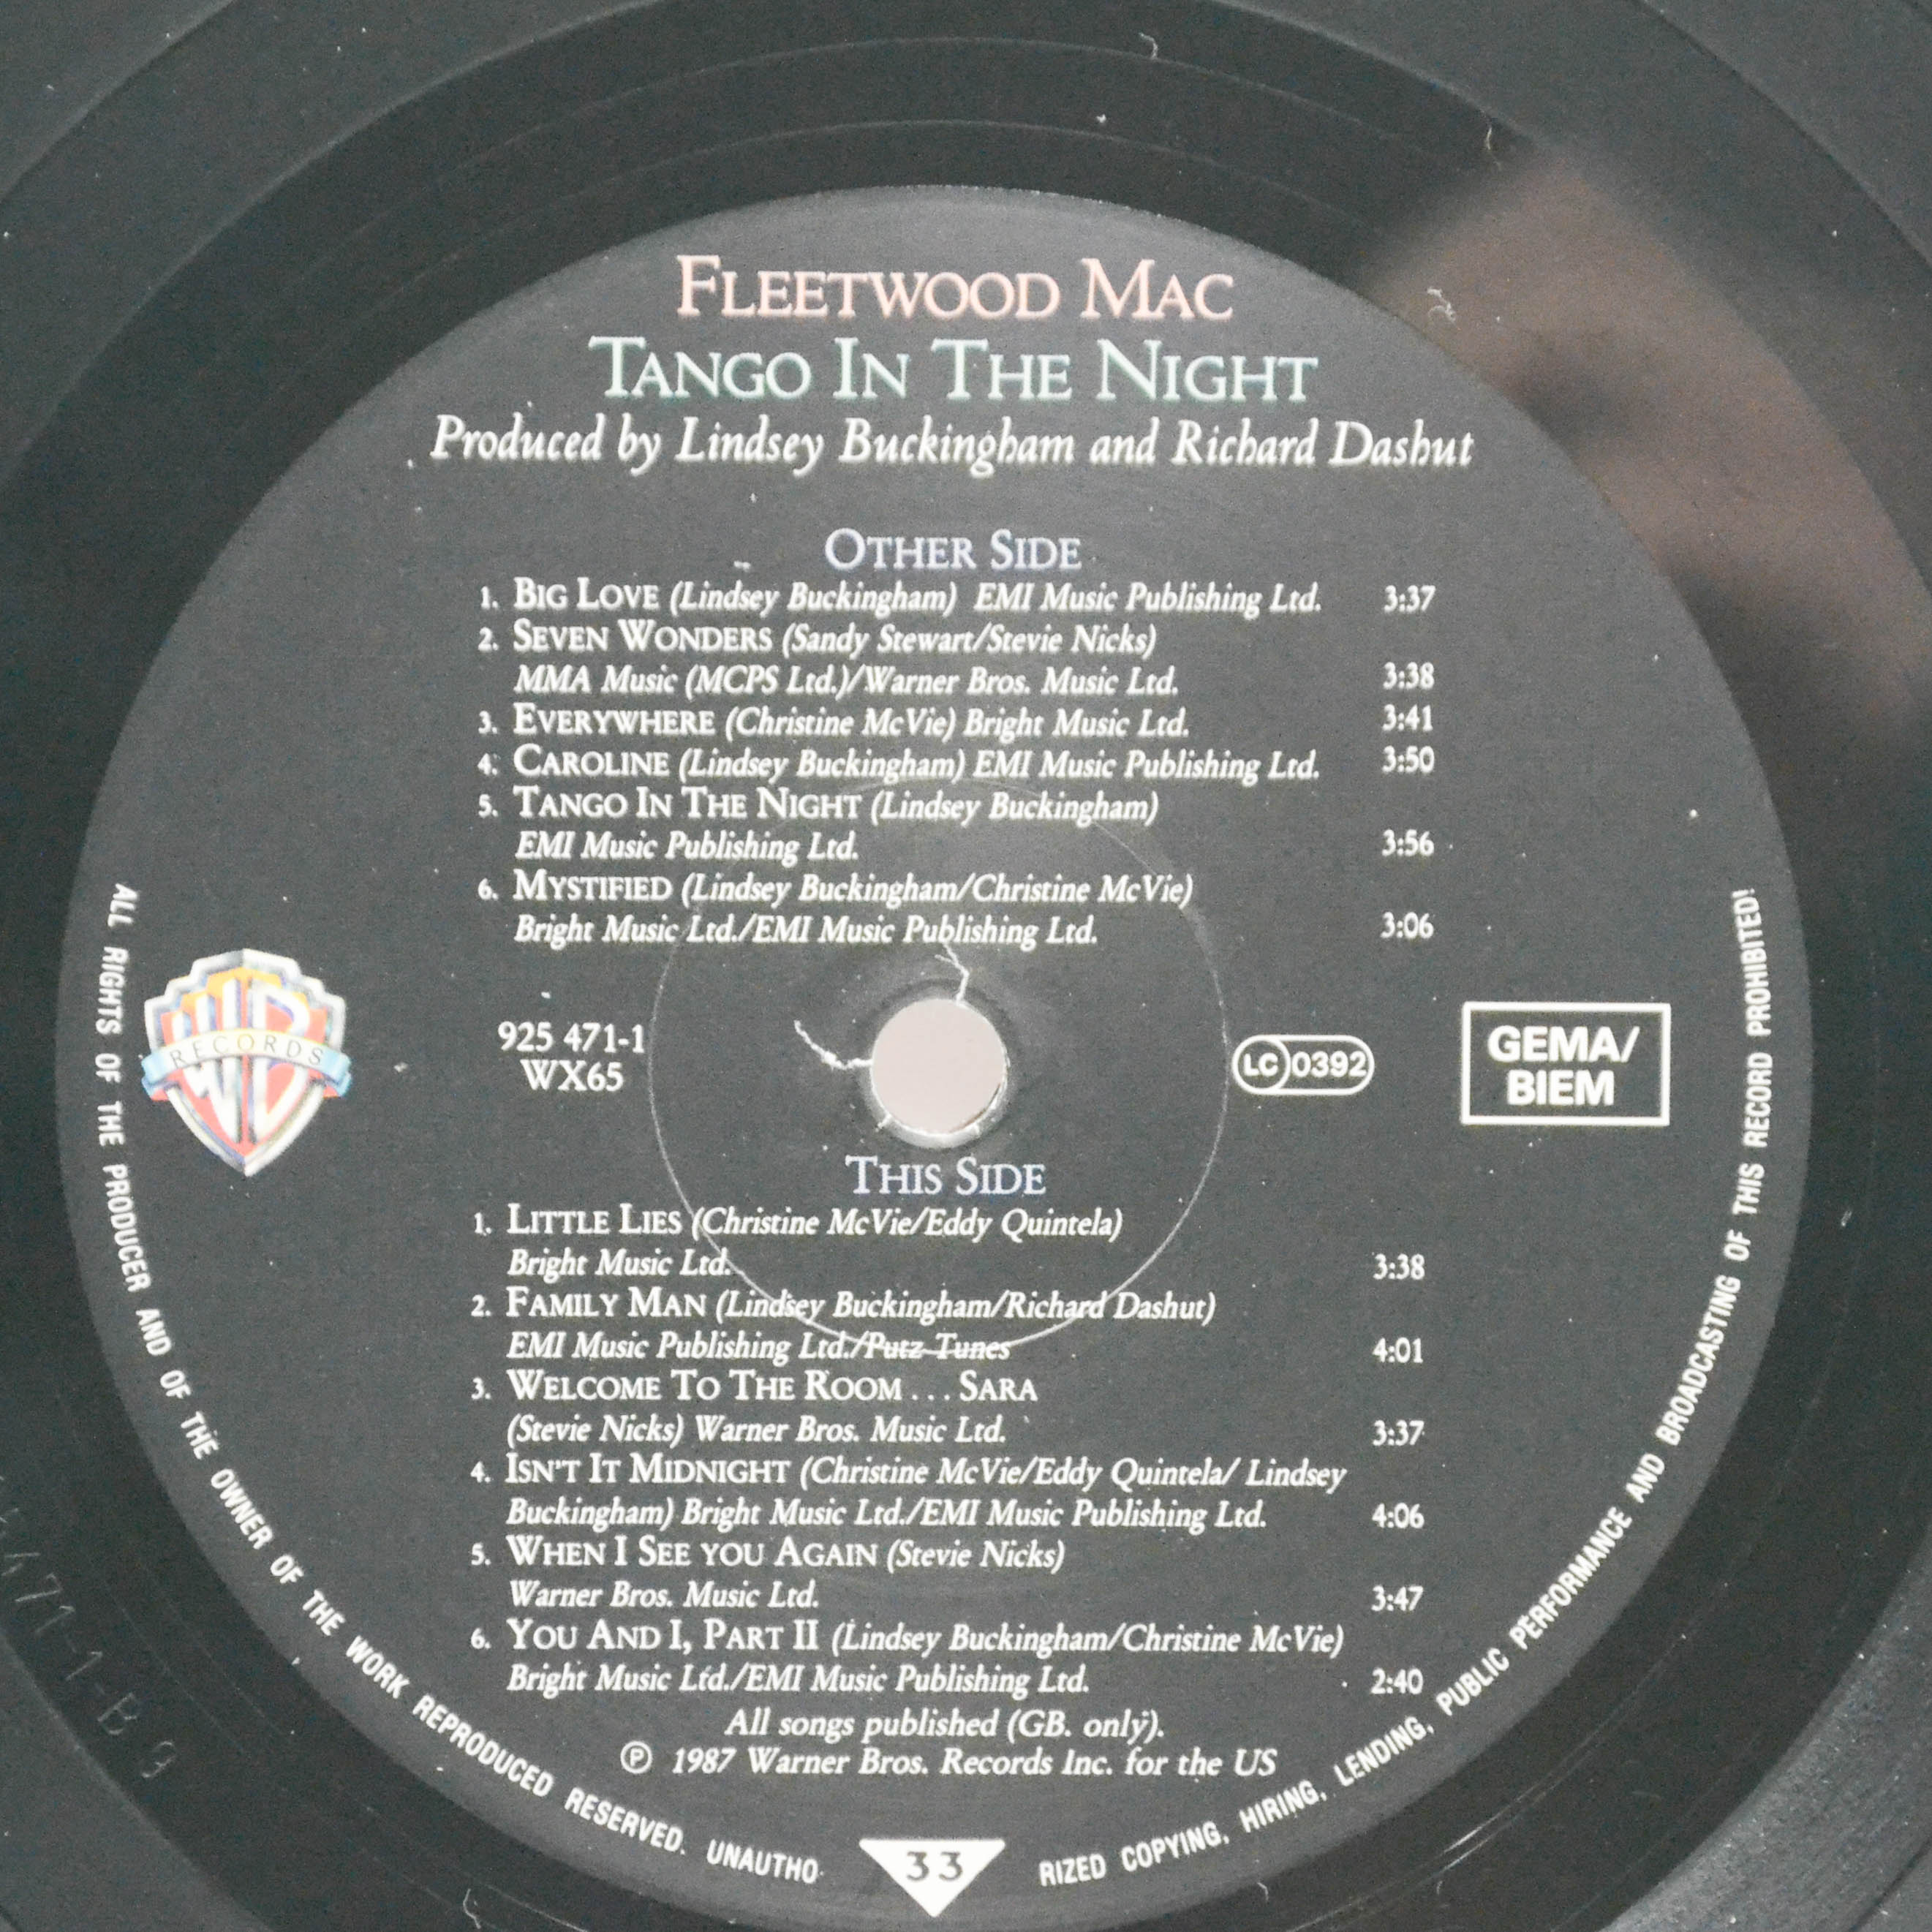 FLEETWOOD MAC
TANGO IN THE NIGHT
Produced by Lindsey Buckingham and Richard Dashut
OTHER SIDE
1. BIG LOVE (Lindsey Buckingham) EMI Music Publishing Ltd. 3:37
2. SEVEN WONDERS (Sandy Stewart/Stevie Nicks)
MMA Music (MCPS Ltd.)/Warner Bros. Music Ltd. 3:38
3. EVERYWHERE (Christine McVie) Bright Music Ltd. 3:41
4. CAROLINE (Lindsey Buckingham) EMI Music Publishing Ltd. 3:50
5. TANGO IN THE NIGHT (Lindsey Buckingham)
EMI Music Publishing Ltd. 3:56
6. MYSTIFIED (Lindsey Buckingham/Christine McVie)
Bright Music Ltd./EMI Music Publishing Ltd. 3:06
WB RECORDS
925 471-1
WX65
LC 0392
GEMA/
BIEM
THIS SIDE
1. LITTLE LIES (Christine McVie/Eddy Quintela)
Bright Music Ltd. 3:38
2. FAMILY MAN (Lindsey Buckingham/Richard Dashut)
EMI Music Publishing Ltd./Putz Tunes 4:01
3. WELCOME TO THE ROOM... SARA
(Stevie Nicks) Warner Bros. Music Ltd. 3:37
4. ISN'T IT MIDNIGHT (Christine McVie/Eddy Quintela/ Lindsey
Buckingham) Bright Music Ltd./EMI Music Publishing Ltd. 4:06
5. WHEN I SEE YOU AGAIN (Stevie Nicks)
Warner Bros. Music Ltd. 3:47
6. YOU AND I, PART II (Lindsey Buckingham/Christine McVie)
Bright Music Ltd./EMI Music Publishing Ltd. 2:40
All songs published (GB. only).
℗ 1987 Warner Bros. Records Inc. for the US
ALL RIGHTS OF THE PRODUCER AND OF THE OWNER OF THE WORK REPRODUCED RESERVED. UNAUTHO
33
RIZED COPYING, HIRING, LENDING, PUBLIC PERFORMANCE AND BROADCASTING OF THIS RECORD PROHIBITED!
471-1-B 9